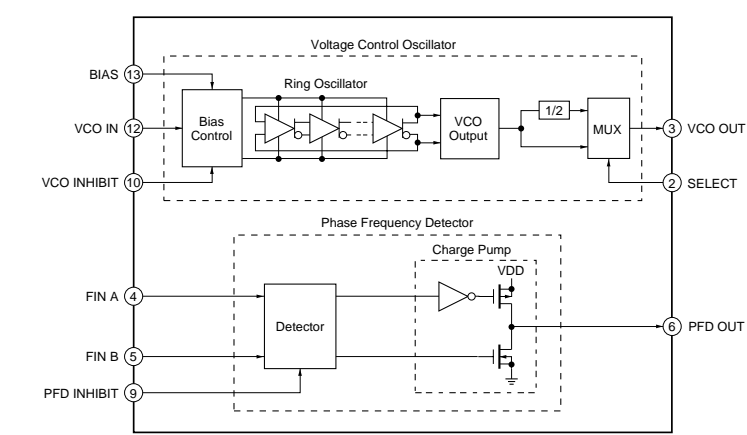 Voltage Control Oscillator
BIAS 13
Ring Oscillator
VCO IN 12
Bias
Control
VCO
Output
1/2
MUX
3 VCO OUT
VCO INHIBIT 10
2 SELECT
Phase Frequency Detector
Charge Pump
VDD
FIN A 4
Detector
6 PFD OUT
FIN B 5
PFD INHIBIT 9